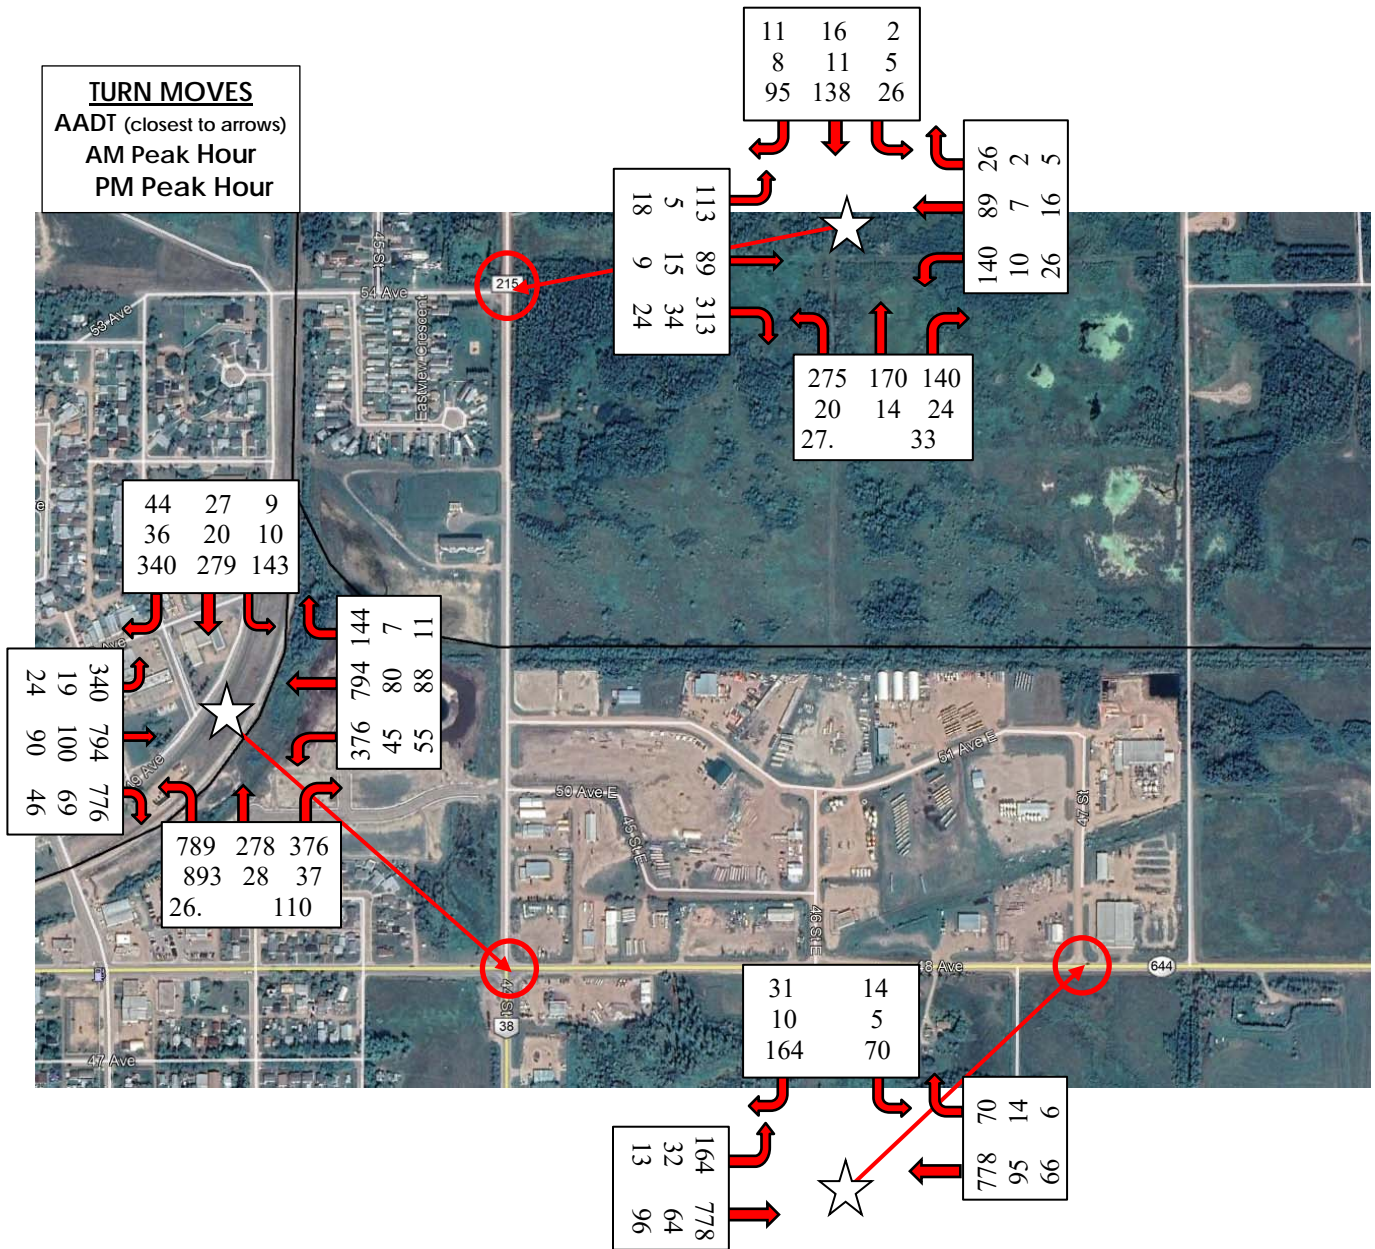 11 16 2
8 11 5
95 138 26
TURN MOVES
AADT (closest to arrows)
AM Peak Hour
PM Peak Hour
26 2 5
89 7 16
140 10 26
113 89 313
5 15 34
18 9 24
275 170 140
20 14 24
27. 33
45 St
215
54 Ave
53 Ave
Eastview Crescent
44 27 9
36 20 10
340 279 143
e
Ave
144 7 11
794 80 88
376 45 55
340 794 776
19 100 69
24 90 46
49 Ave
789 278 376
893 28 37
26. 110
51 Ave E
50 Ave E
45 St E
47 St
46 St E
48 Ave
644
44 St
38
47 Ave
31 14
10 5
164 70
70 14 6
778 95 66
164 778
32 64
13 96